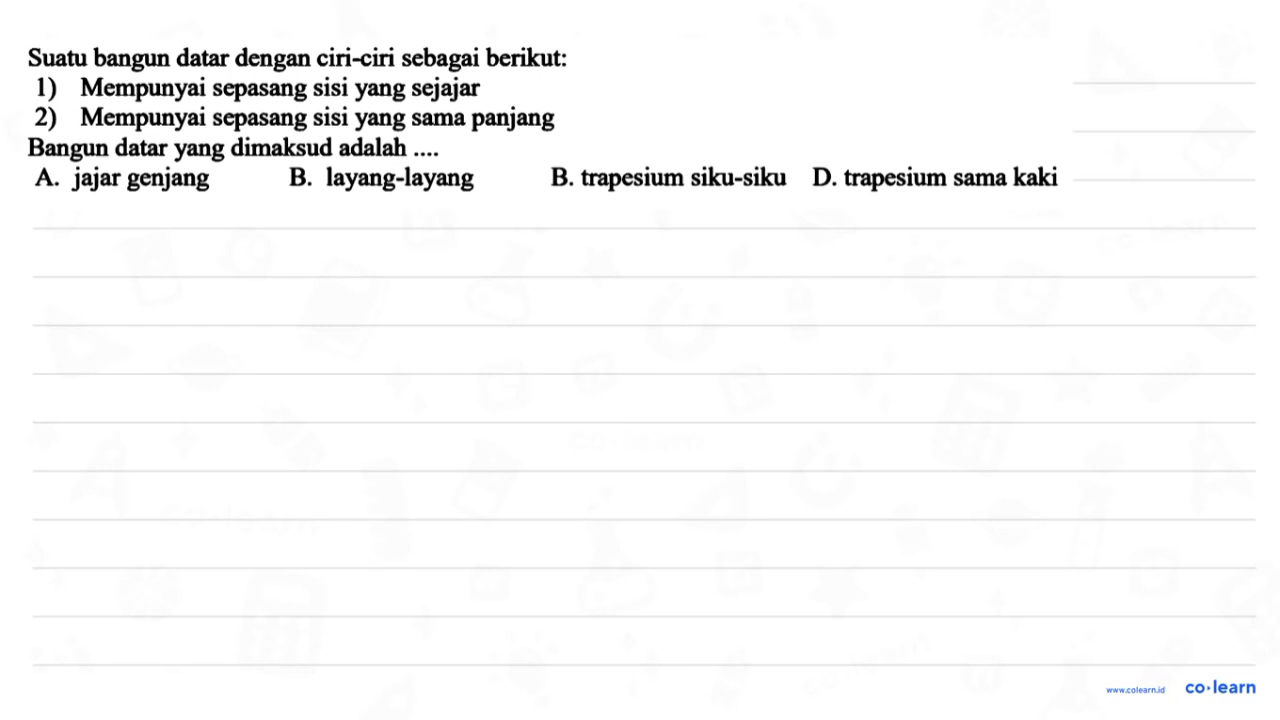 Suatu bangun datar dengan ciri-ciri sebagai berikut:
1) Mempunyai sepasang sisi yang sejajar
2) Mempunyai sepasang sisi yang sama panjang
Bangun datar yang dimaksud adalah ....
A. jajar genjang B. layang-layang B. trapesium siku-siku D. trapesium sama kaki
www.colearn.id co·learn